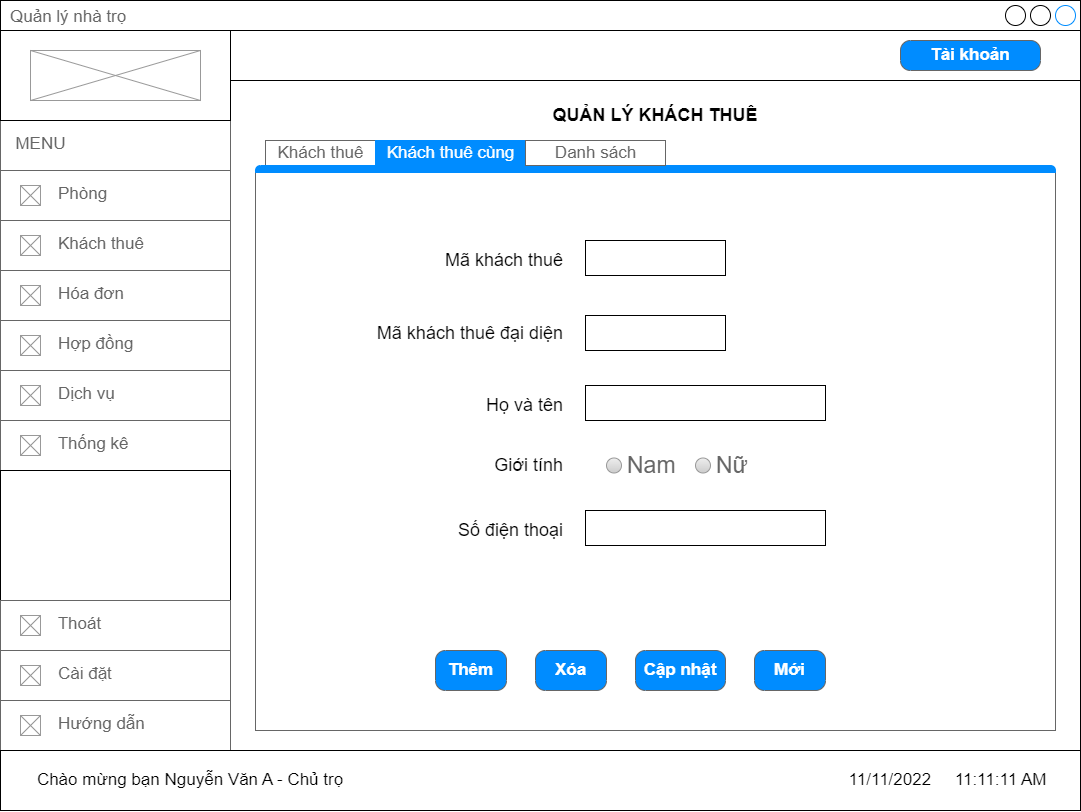 Quản lý nhà trọ
Tài khoản
MENU
Phòng
Khách thuê
Hóa đơn
Hợp đồng
Dịch vụ
Thống kê
Thoát
Cài đặt
Hướng dẫn
QUẢN LÝ KHÁCH THUÊ
Khách thuê Khách thuê cùng Danh sách
Mã khách thuê
Mã khách thuê đại diện
Họ và tên
Giới tính Nam Nữ
Số điện thoại
Thêm Xóa Cập nhật Mới
Chào mừng bạn Nguyễn Văn A - Chủ trọ 11/11/2022 11:11:11 AM